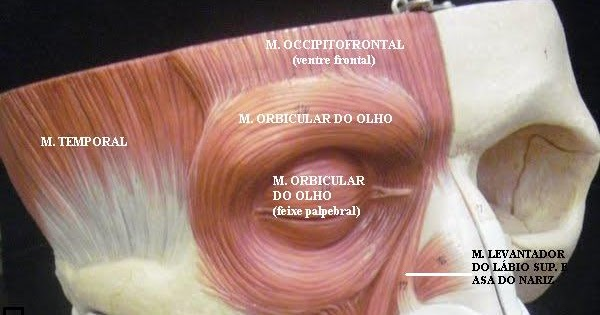 M. OCCIPITOFRONTAL
(ventre frontal)
M. ORBICULAR DO OLHO
M. TEMPORAL
M. ORBICULAR
DO OLHO
(feixe palpebral)
M. LEVANTADOR
DO LÁBIO SUP. E
ASA DO NARIZ